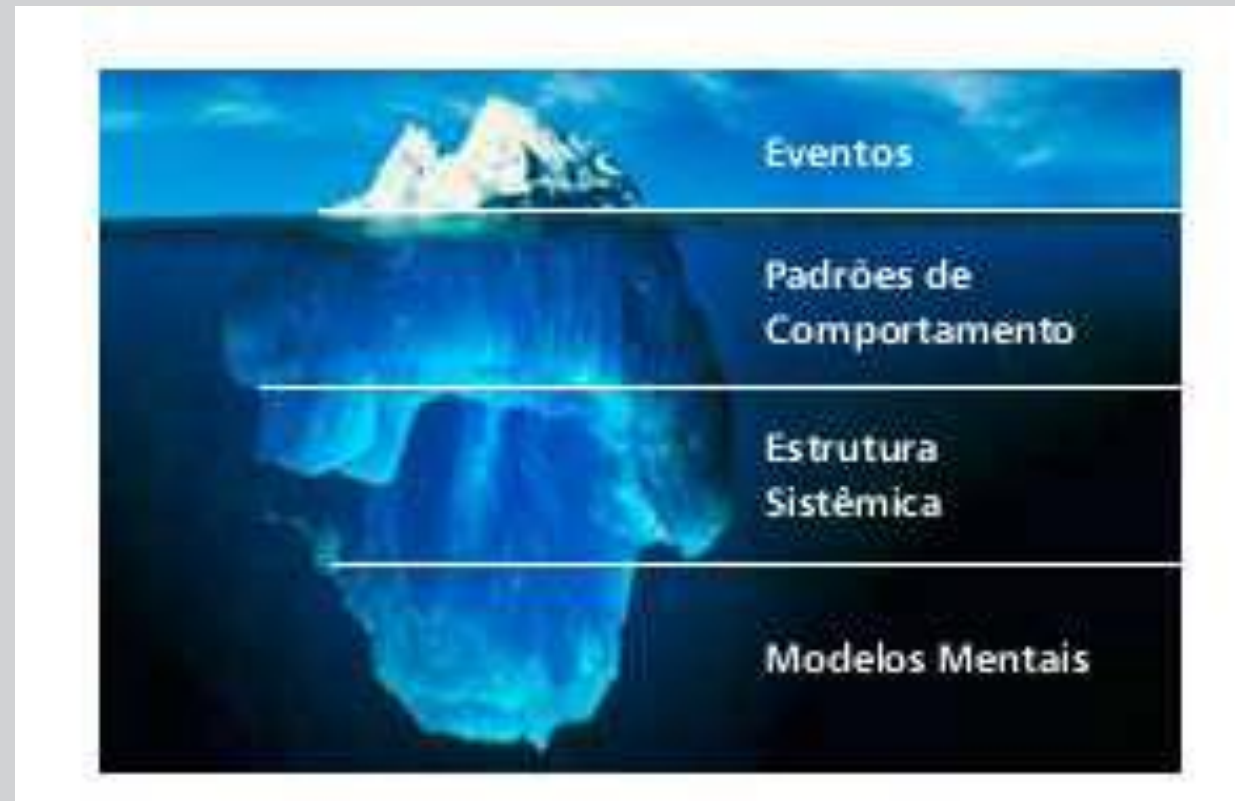 Eventos
Padrões de
Comportamento
Estrutura
Sistêmica
Modelos Mentais